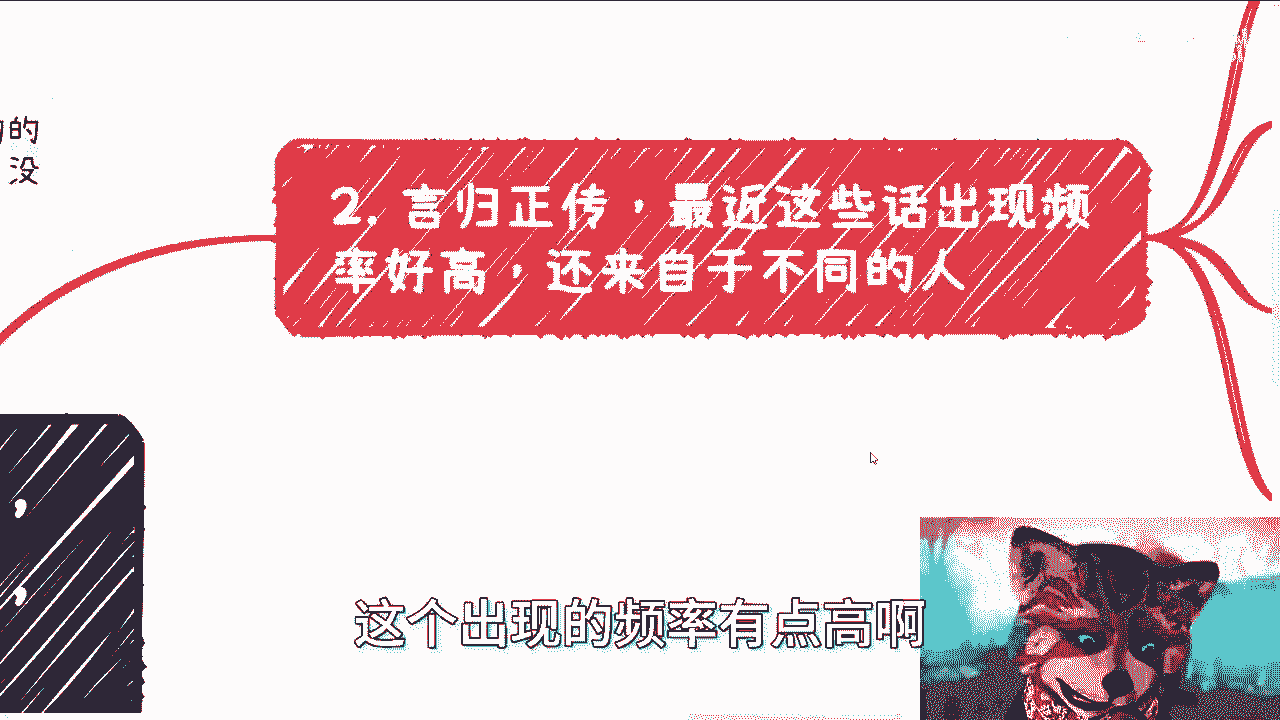 的
没
2. 言归正传，最近这些话出现频
率好高，还来自于不同的人
，
，
这个出现的频率有点高啊